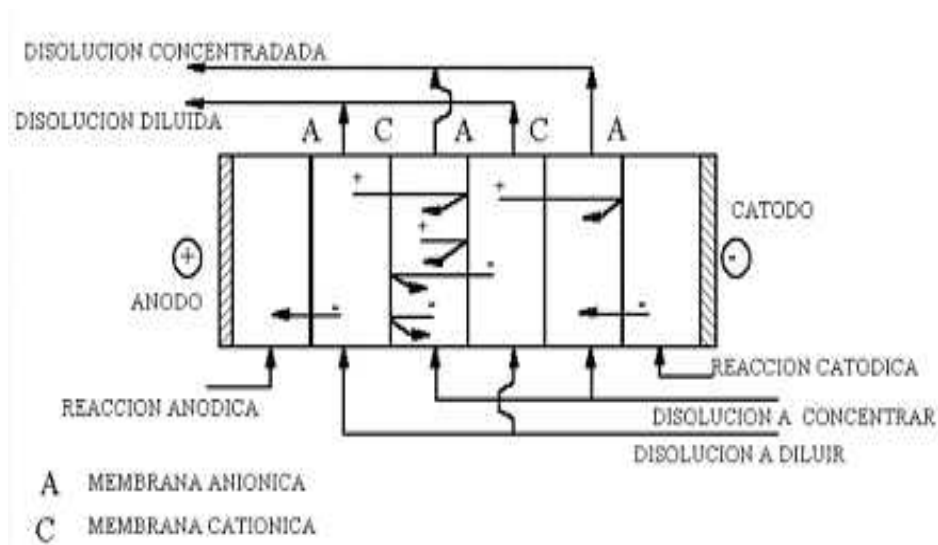 DISOLUCION CONCENTRADADA
DISOLUCION DILUIDA
A C A C A
+ +
CATODO
+
+ - -
ANODO
- - -
REACCION CATODICA
REACCION ANODICA
DISOLUCION A CONCENTRAR
DISOLUCION A DILUIR
A MEMBRANA ANIONICA
C MEMBRANA CATIONICA